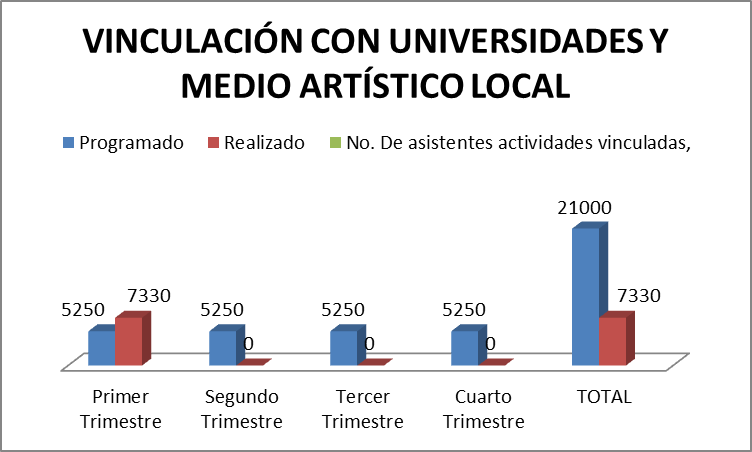 VINCULACIÓN CON UNIVERSIDADES Y
MEDIO ARTÍSTICO LOCAL
Programado Realizado No. De asistentes actividades vinculadas,
21000
5250 7330 5250 5250 5250 7330
0 0 0
Primer Segundo Tercer Cuarto TOTAL
Trimestre Trimestre Trimestre Trimestre